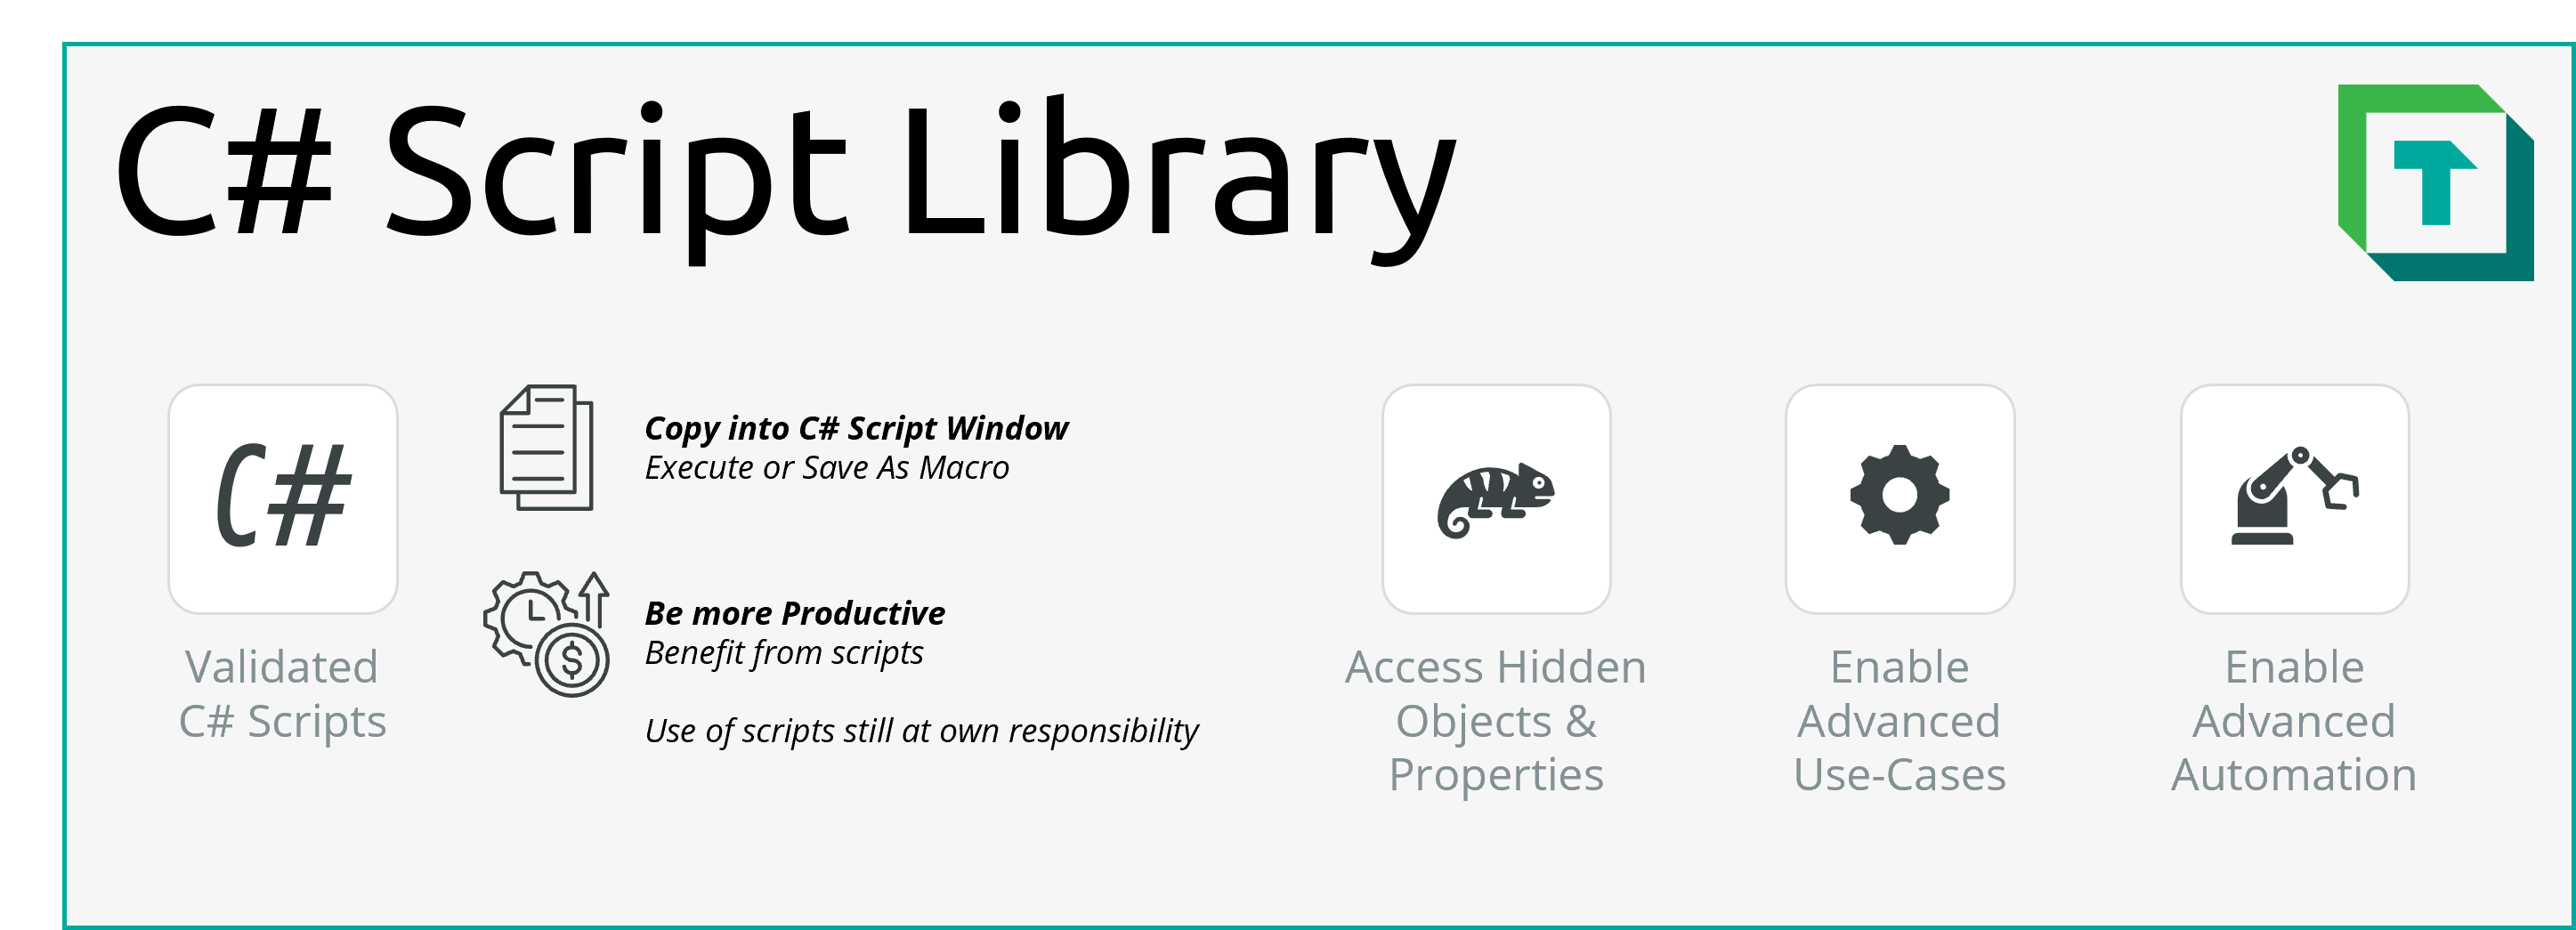 C# Script Library
T
C#
Validated
C# Scripts
Copy into C# Script Window
Execute or Save As Macro
$
Be more Productive
Benefit from scripts
Use of scripts still at own responsibility
Access Hidden
Objects &
Properties
Enable
Advanced
Use-Cases
Enable
Advanced
Automation